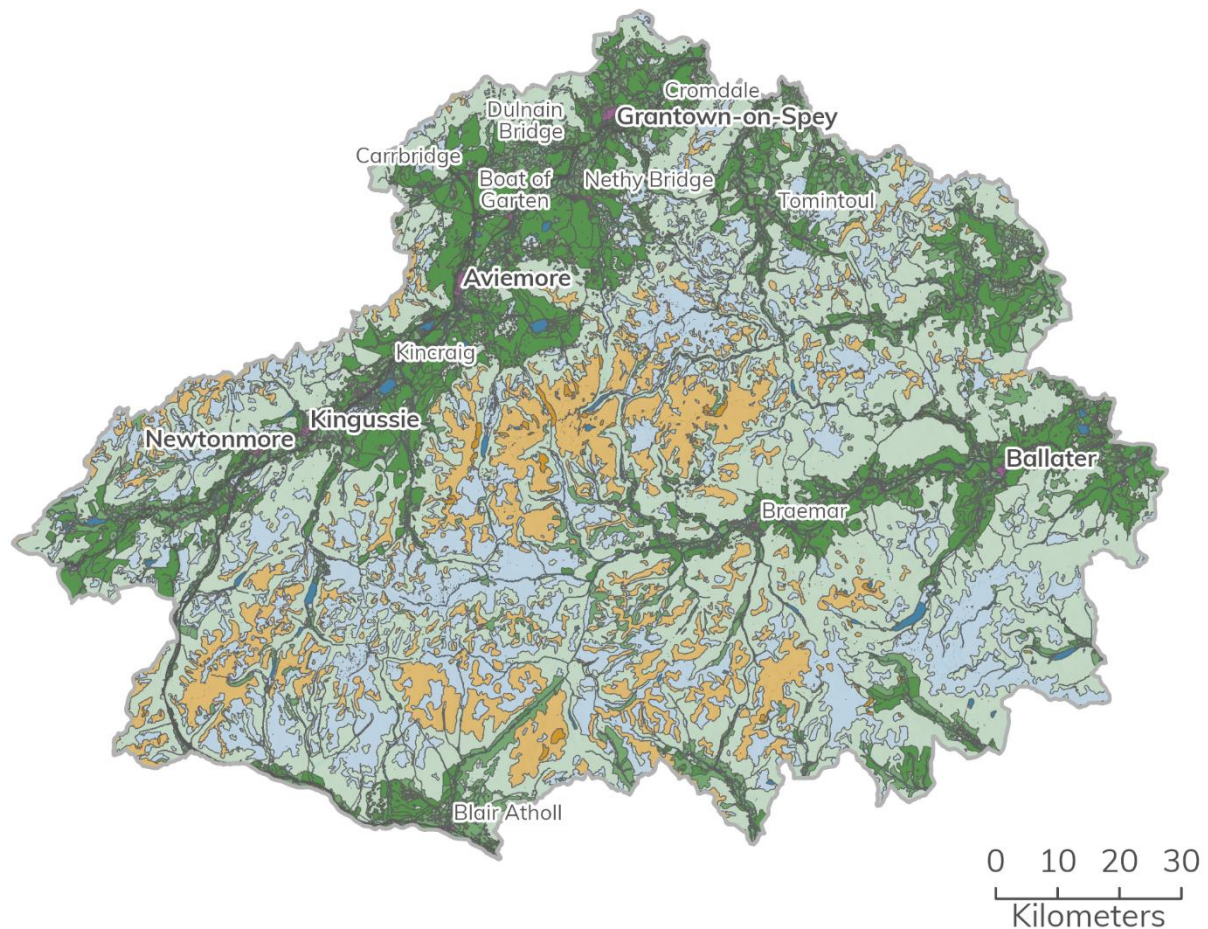 Cromdale
Grantown-on-Spey
Dulnain
Bridge
Carrbridge
Boat of
Garten
Nethy Bridge
Tomintoul
Aviemore
Kincraig
Kingussie
Newtonmore
Ballater
Braemar
Blair Atholl
0 10 20 30
Kilometers